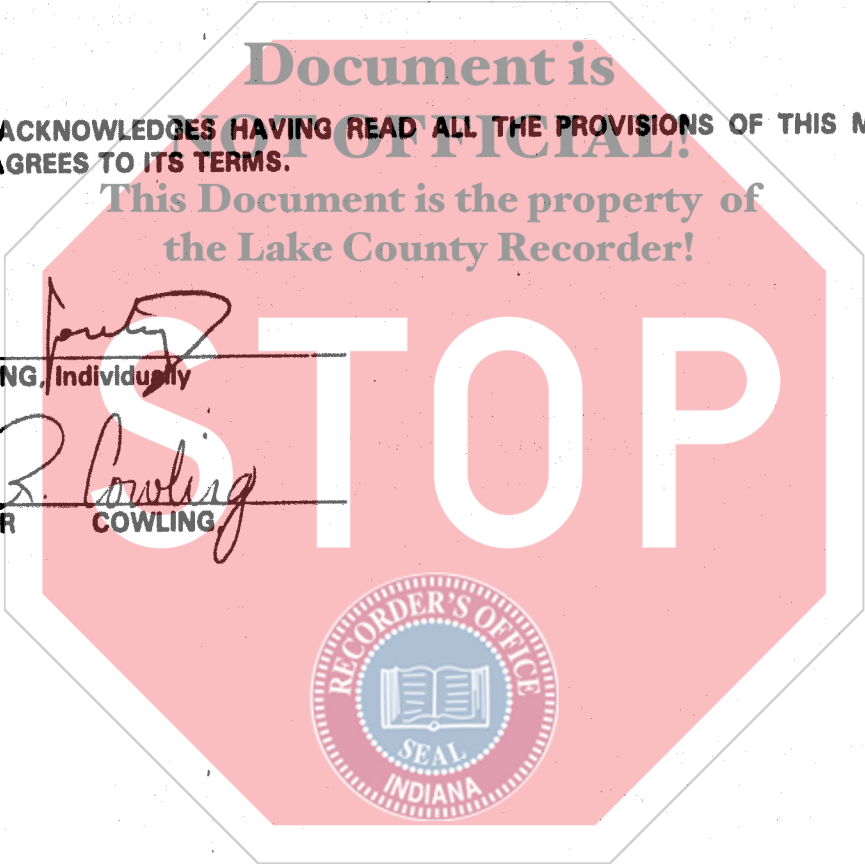 Document is
ACKNOWLEDGES HAVING READ ALL THE PROVISIONS OF THIS M
NOT OFFICIAL!
AGREES TO ITS TERMS.
This Document is the property of
the Lake County Recorder!
STOP
NG, Individually
R. Cowling
R COWLING
RECORDER'S OFFICE
SEAL
INDIANA